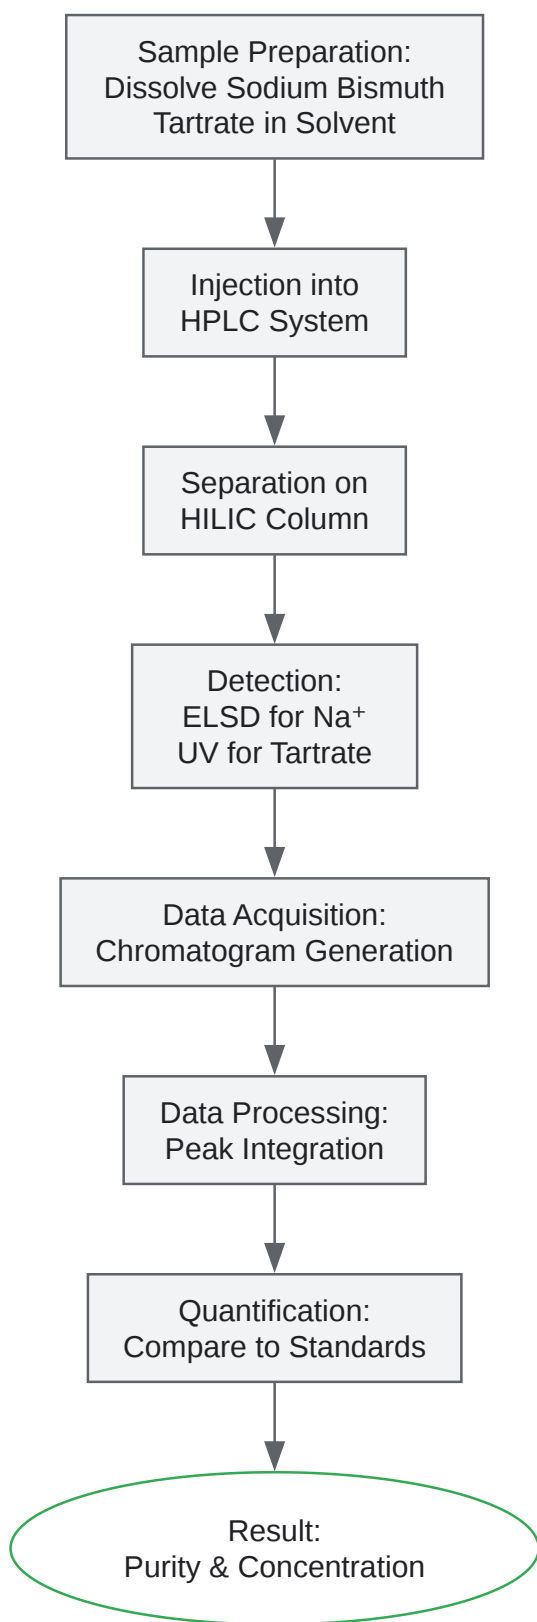 Sample Preparation:
Dissolve Sodium Bismuth
Tartrate in Solvent
Injection into
HPLC System
Separation on
HILIC Column
Detection:
ELSD for Na⁺
UV for Tartrate
Data Acquisition:
Chromatogram Generation
Data Processing:
Peak Integration
Quantification:
Compare to Standards
Result:
Purity & Concentration